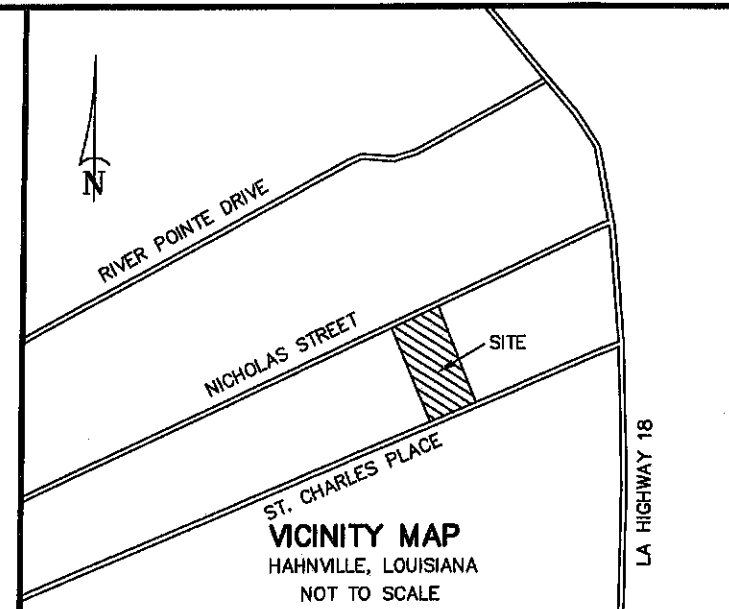 N
RIVER POINTE DRIVE
NICHOLAS STREET
SITE
ST. CHARLES PLACE
LA HIGHWAY 18
VICINITY MAP
HAHNVILLE, LOUISIANA
NOT TO SCALE